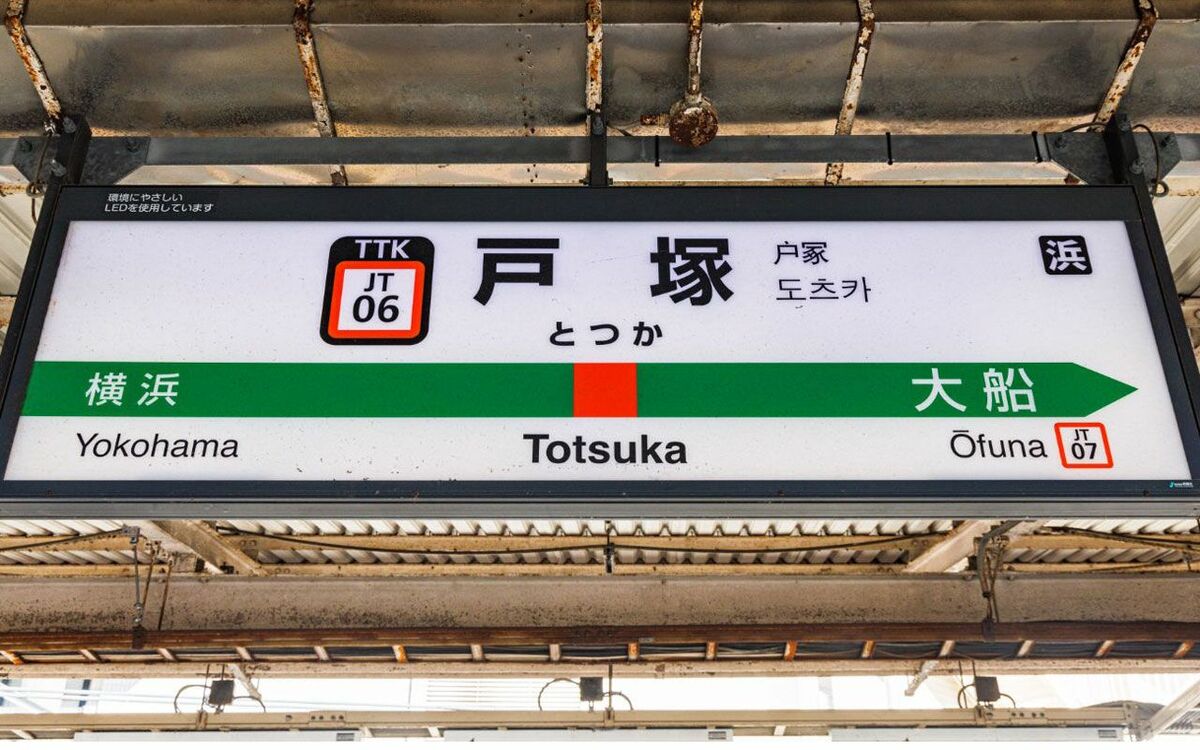 環境にやさしい
LEDを使用しています
TTK
JT
06
戸塚
户冢
도츠카
浜
とつか
横浜
大船
Yokohama
Totsuka
Ōfuna
JT
07